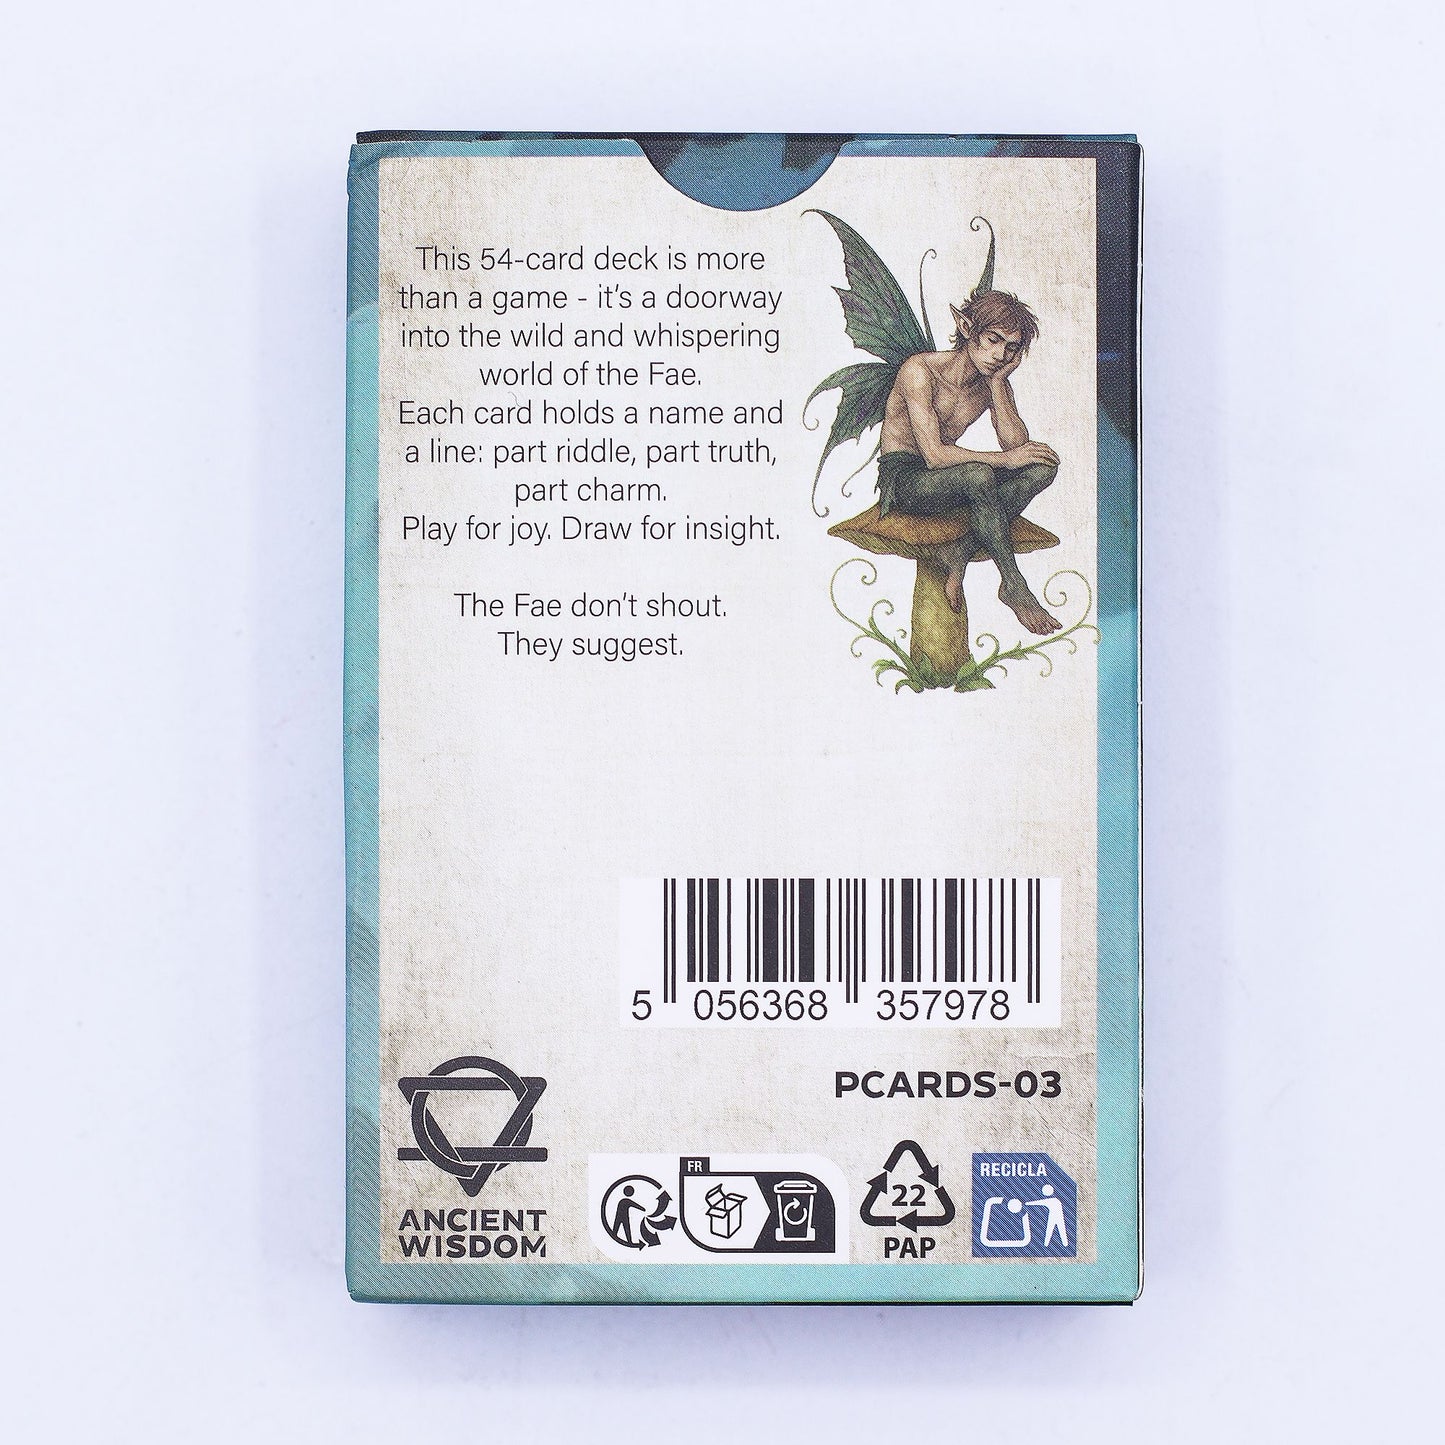 This 54-card deck is more
than a game - it's a doorway
into the wild and whispering
world of the Fae.
Each card holds a name and
a line: part riddle, part truth,
part charm.
Play for joy. Draw for insight.
The Fae don't shout.
They suggest.
5 056368 357978
PCARDS-03
ANCIENT
WISDOM
FR
22
PAP
RECICLA